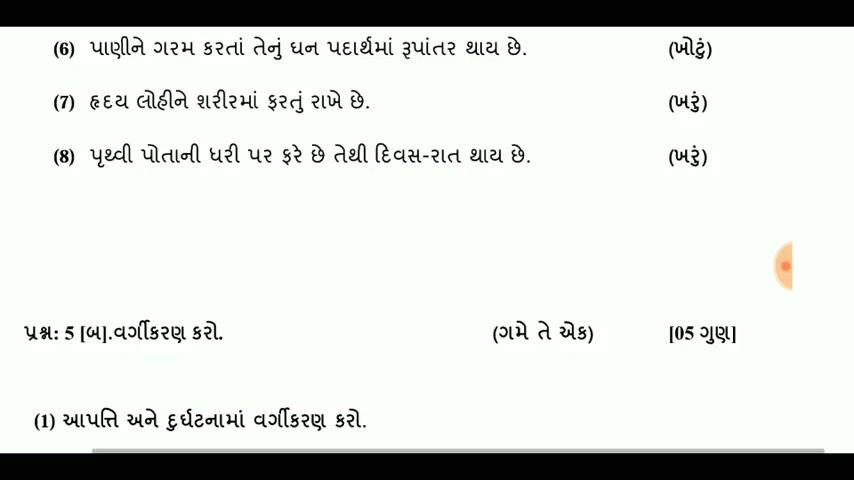 (6) પાણીને ગરમ કરતાં તેનું ઘન પદાર્થમાં રૂપાંતર થાય છે. (ખોટું)
(7) હૃદય લોહીને શરીરમાં ફરતું રાખે છે. (ખરું)
(8) પૃથ્વી પોતાની ધરી પર ફરે છે તેથી દિવસ-રાત થાય છે. (ખરું)
પ્રશ્ન: 5 [બ].વર્ગીકરણ કરો. (ગમે તે એક) [05 ગુણ]
(1) આપત્તિ અને દુર્ઘટનામાં વર્ગીકરણ કરો.